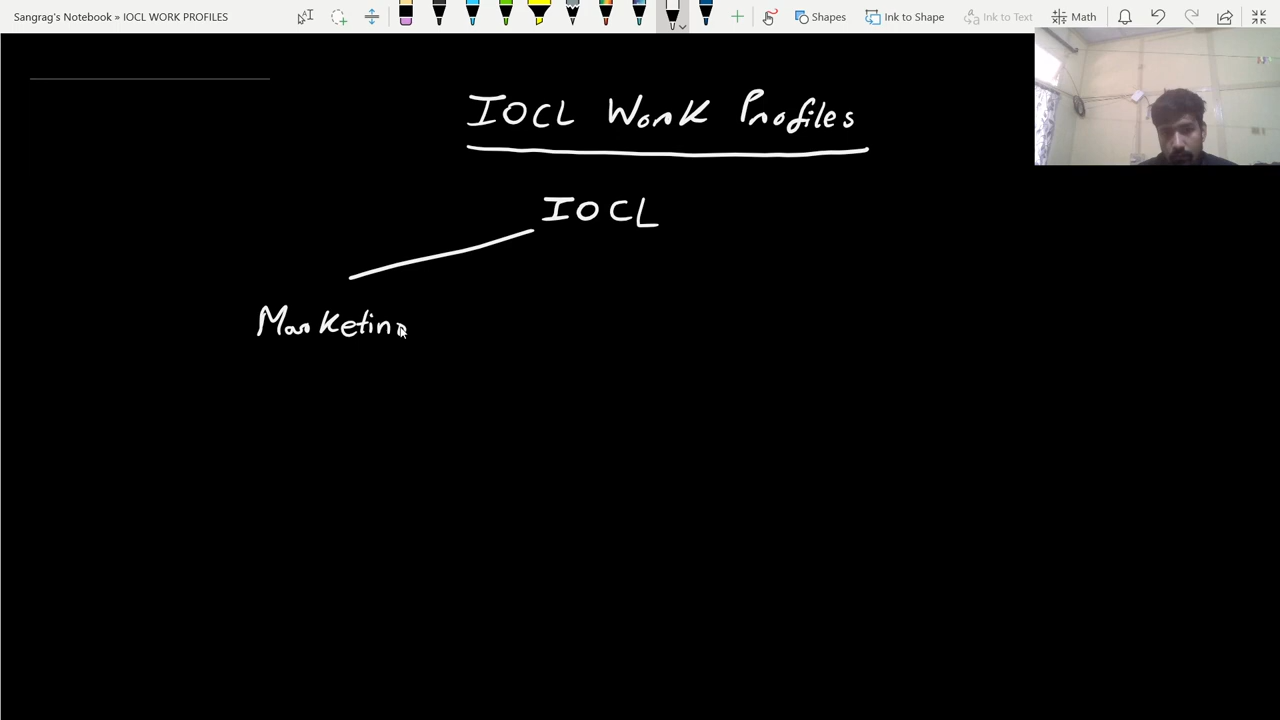 Sangrag's Notebook » IOCL WORK PROFILES
Shapes Ink to Shape Ink to Text Math
IOCL Work Profiles
IOCL
Marketin